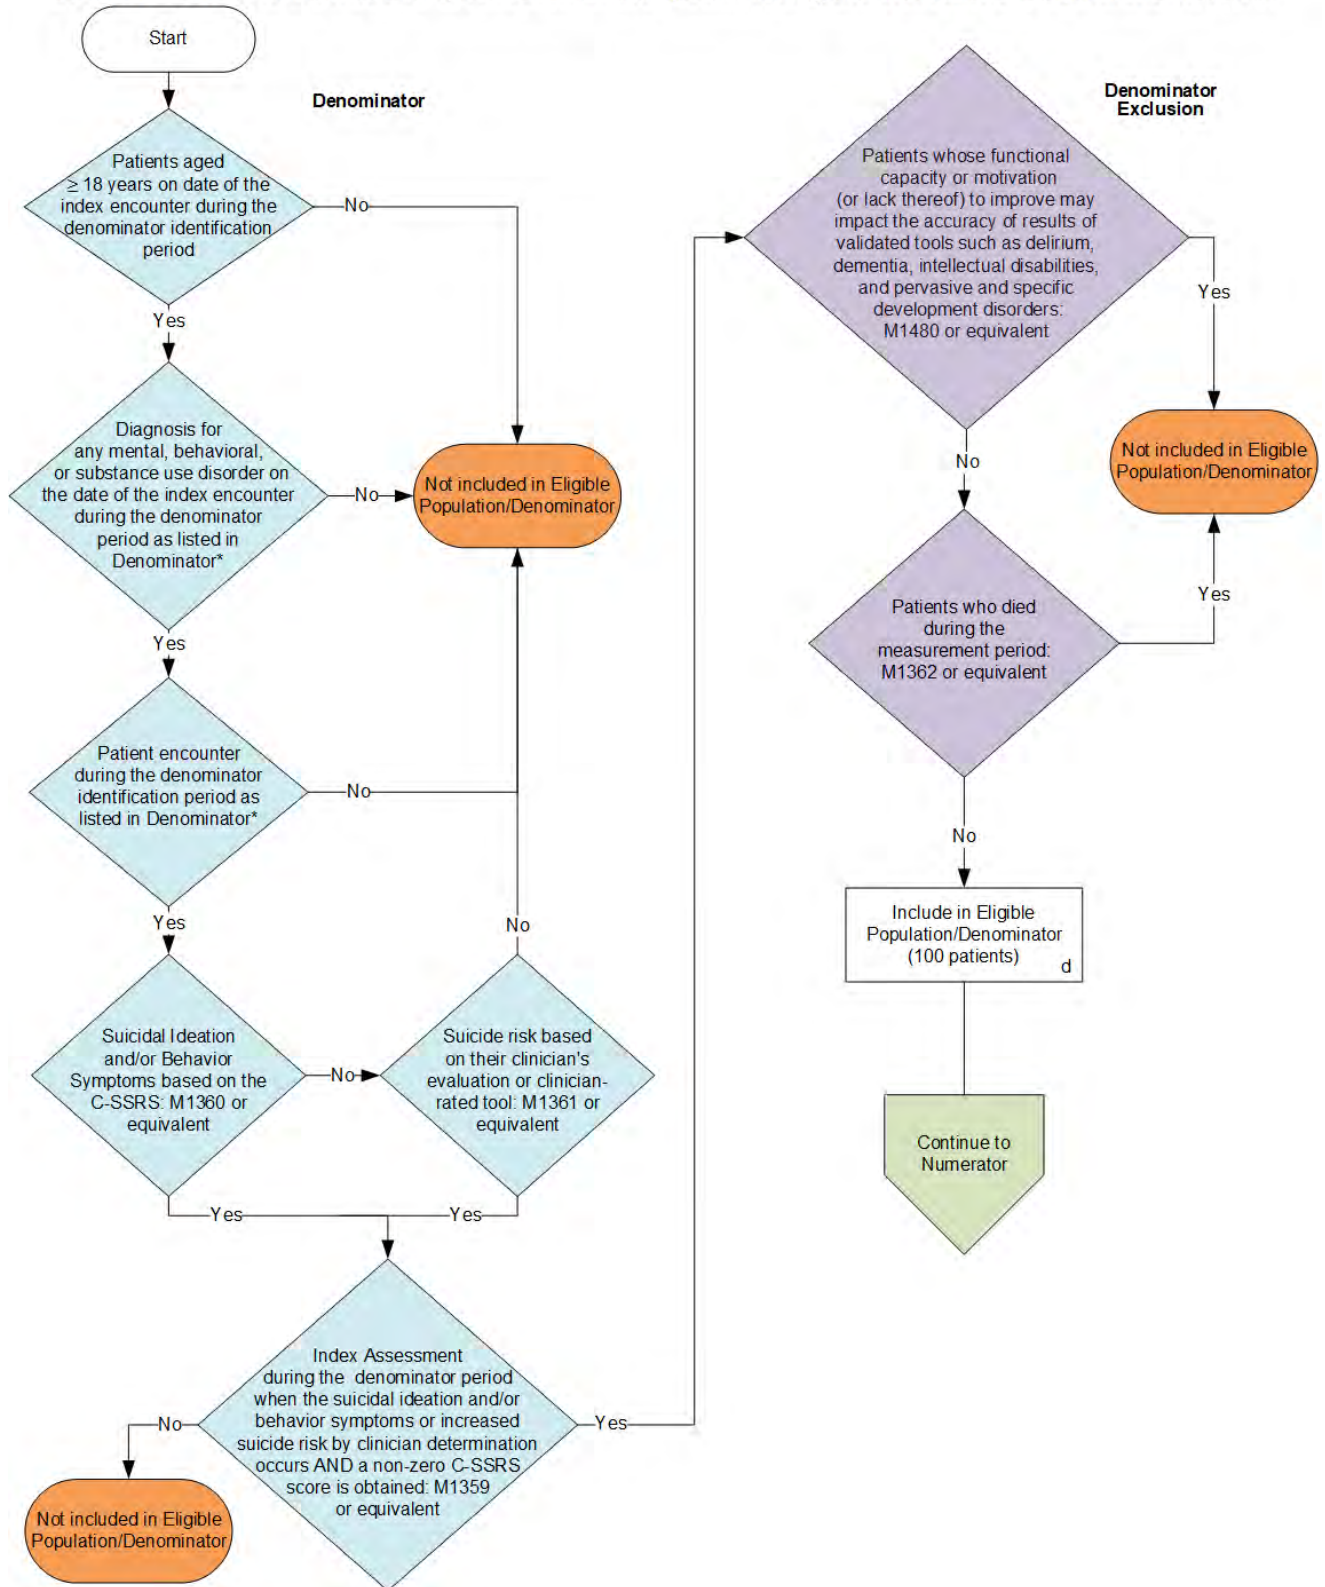 Start
Denominator
Patients aged
≥ 18 years on date of the
index encounter during the
denominator identification
period
No
Yes
Diagnosis for
any mental, behavioral,
or substance use disorder on
the date of the index encounter
during the denominator
period as listed in
Denominator*
No
Not included in Eligible
Population/Denominator
Yes
Patient encounter
during the denominator
identification period as
listed in Denominator*
No
Yes
No
Suicidal Ideation
and/or Behavior
Symptoms based on the
C-SSRS: M1360 or
equivalent
No
Suicide risk based
on their clinician's
evaluation or clinician-
rated tool: M1361 or
equivalent
Yes
Yes
Index Assessment
during the denominator period
when the suicidal ideation and/or
behavior symptoms or increased
suicide risk by clinician determination
occurs AND a non-zero C-SSRS
score is obtained: M1359
or equivalent
No
Yes
Not included in Eligible
Population/Denominator
Denominator
Exclusion
Patients whose functional
capacity or motivation
(or lack thereof) to improve may
impact the accuracy of results of
validated tools such as delirium,
dementia, intellectual disabilities,
and pervasive and specific
development disorders:
M1480 or equivalent
Yes
No
Not included in Eligible
Population/Denominator
Patients who died
during the
measurement period:
M1362 or equivalent
Yes
No
Include in Eligible
Population/Denominator
(100 patients)
d
Continue to
Numerator